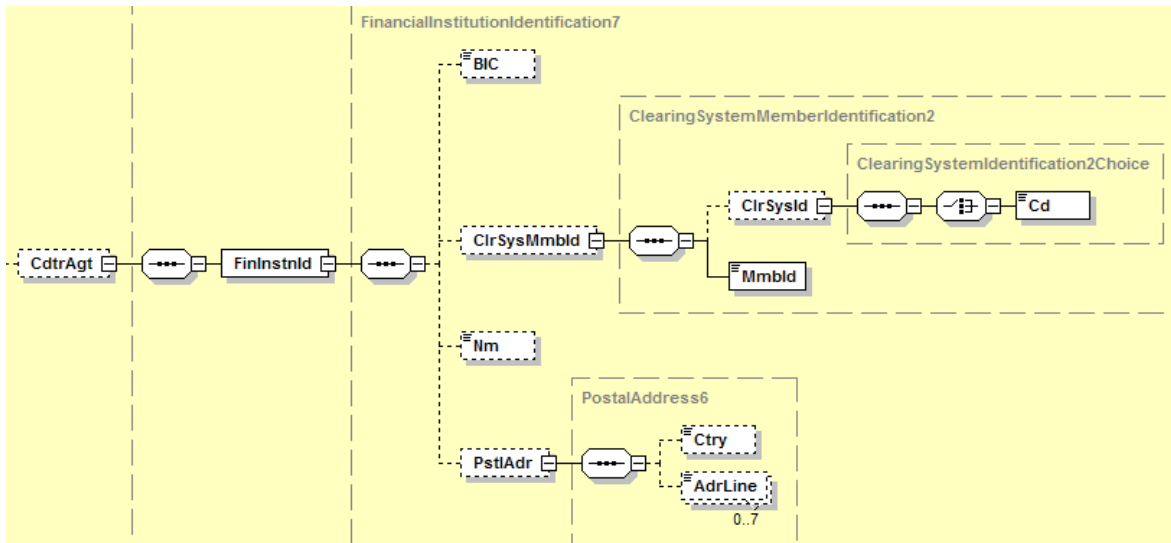 FinancialInstitutionIdentification7
BIC
ClearingSystemMemberIdentification2
ClearingSystemIdentification2Choice
ClrSysId
Cd
CdtrAgt
FinInstnId
ClrSysMmbId
MmbId
Nm
PostalAddress6
Ctry
PstlAdr
AdrLine
0..7